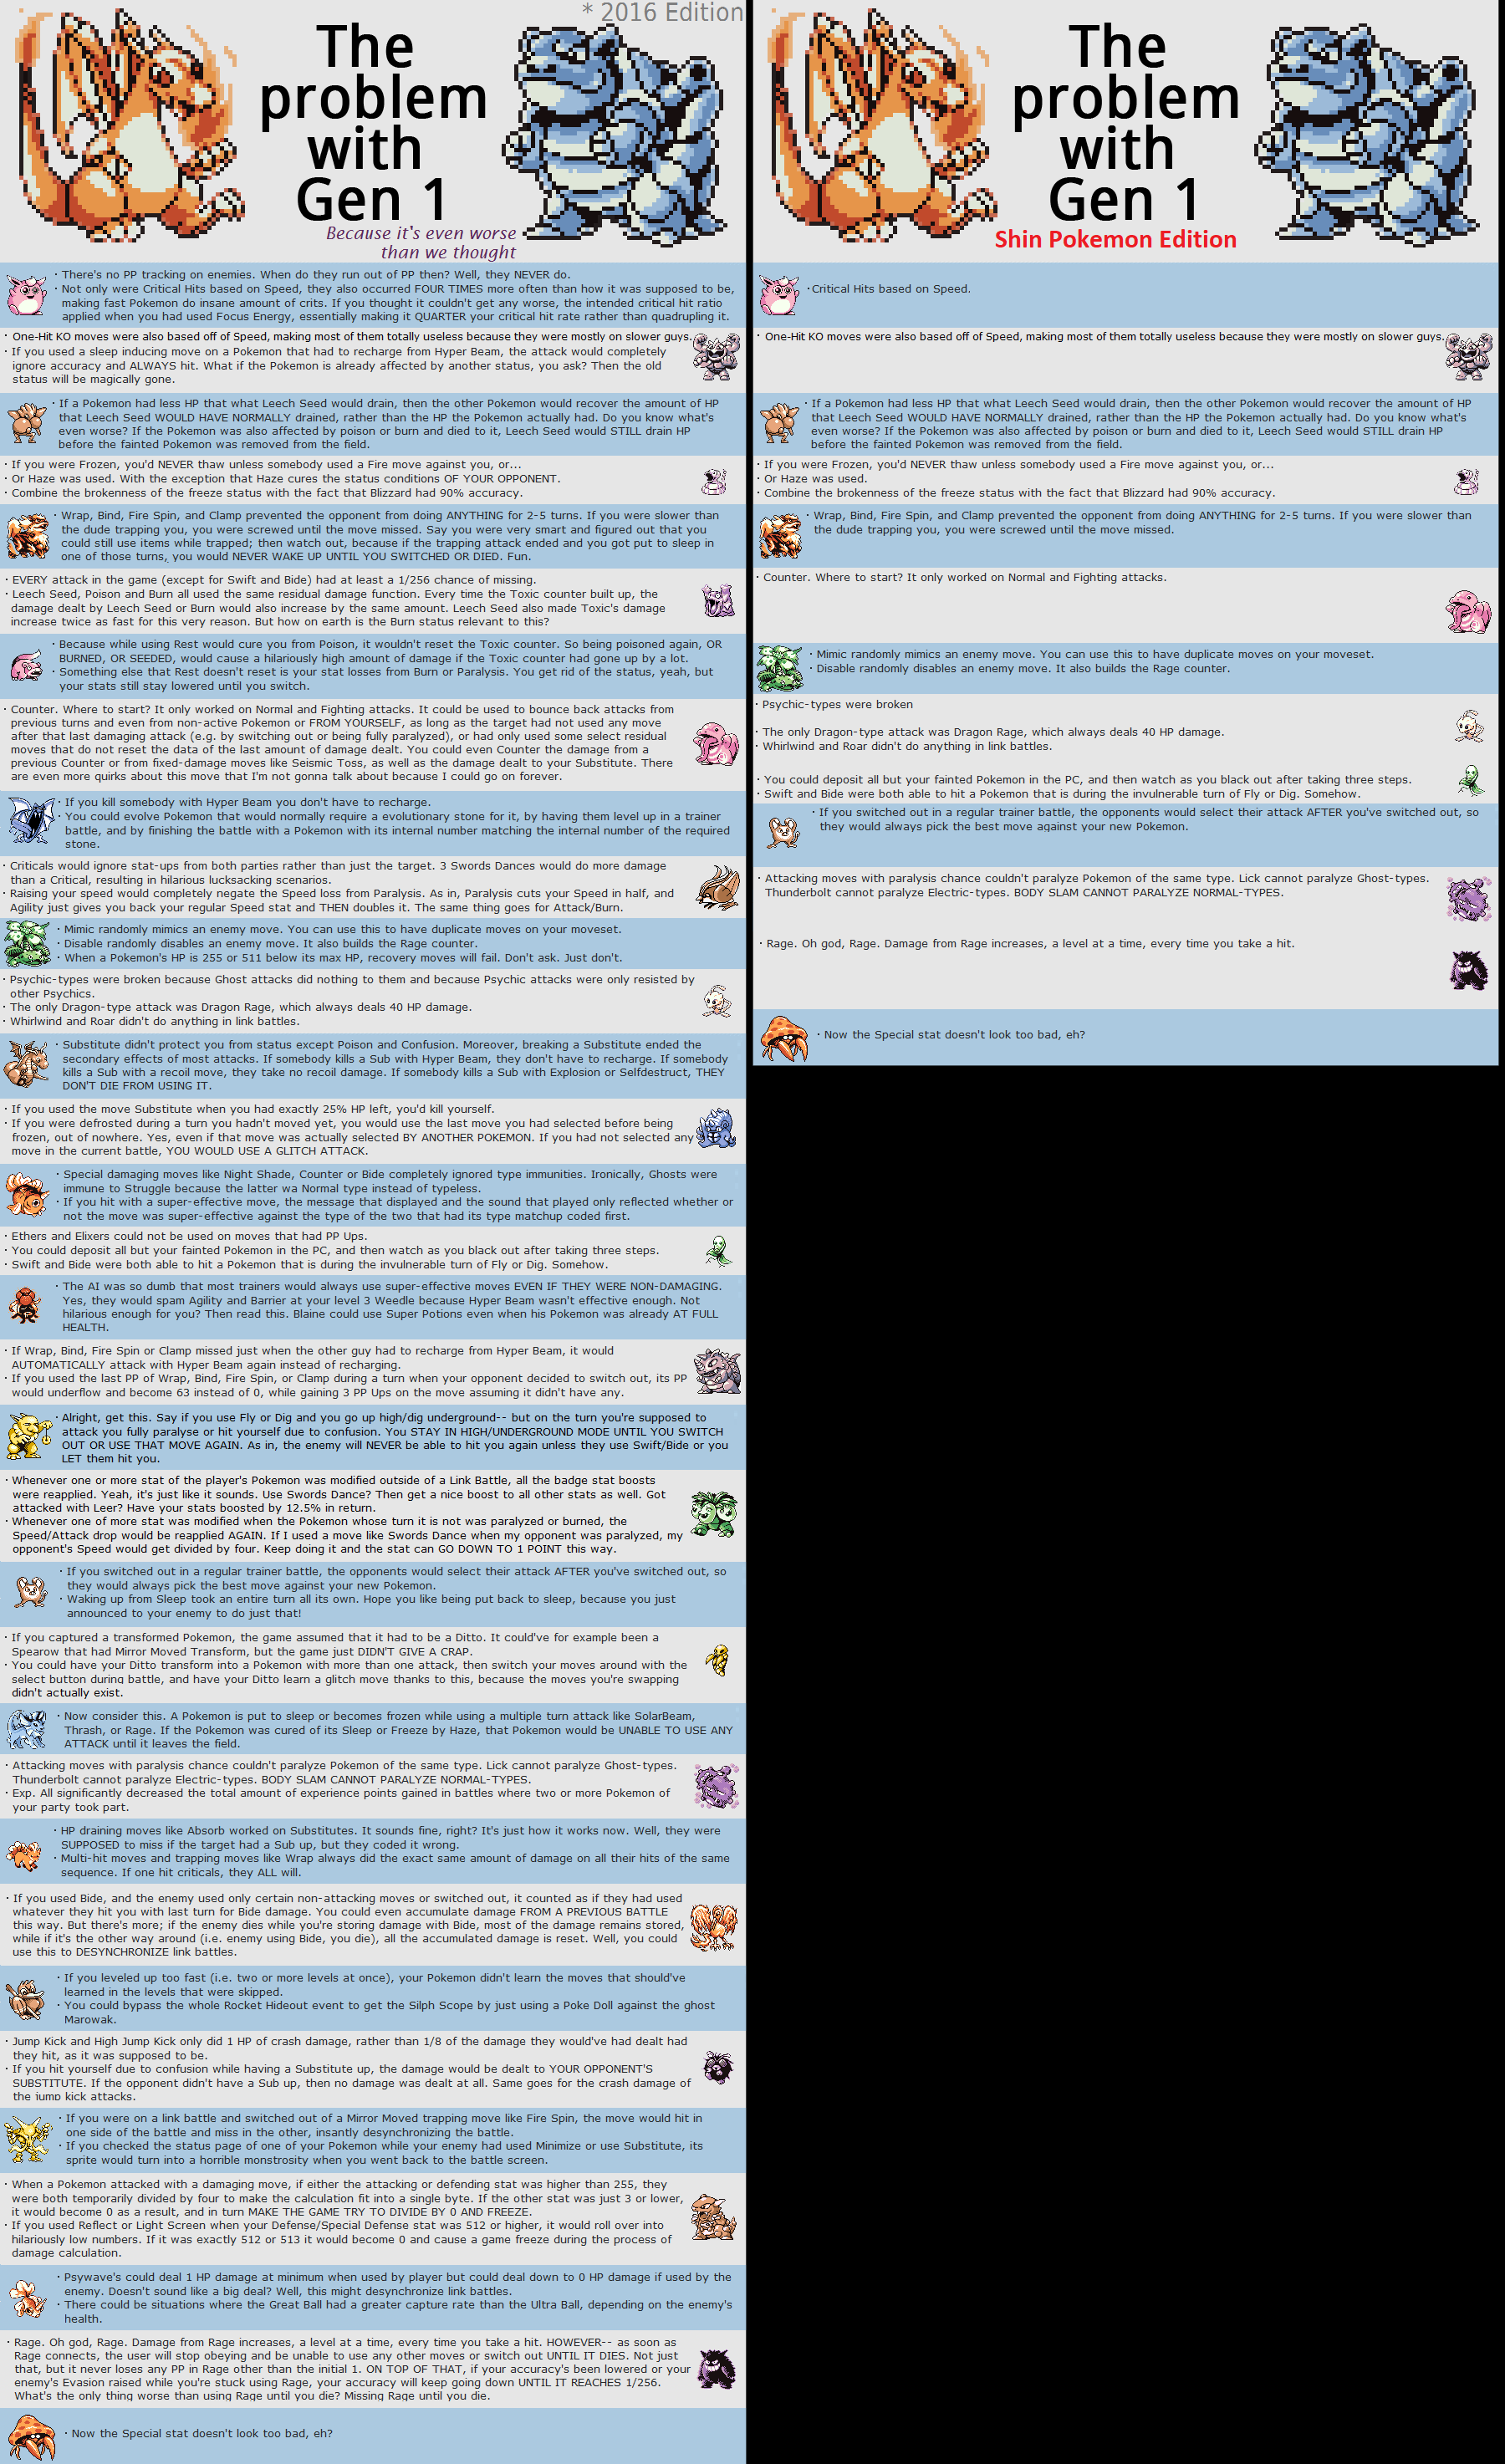 * 2016 Edition
The
problem
with
Gen 1
Because it's even worse
than we thought
· There's no PP tracking on enemies. When do they run out of PP then? Well, they NEVER do.
· Not only were Critical Hits based on Speed, they also occurred FOUR TIMES more often than how it was supposed to be,
making fast Pokemon do insane amount of crits. If you thought it couldn't get any worse, the intended critical hit ratio
applied when you had used Focus Energy, essentially making it QUARTER your critical hit rate rather than quadrupling it.
· One-Hit KO moves were also based off of Speed, making most of them totally useless because they were mostly on slower guys.
· If you used a sleep inducing move on a Pokemon that had to recharge from Hyper Beam, the attack would completely
ignore accuracy and ALWAYS hit. What if the Pokemon is already affected by another status, you ask? Then the old
status will be magically gone.
· If a Pokemon had less HP that what Leech Seed would drain, then the other Pokemon would recover the amount of HP
that Leech Seed WOULD HAVE NORMALLY drained, rather than the HP the Pokemon actually had. Do you know what's
even worse? If the Pokemon was also affected by poison or burn and died to it, Leech Seed would STILL drain HP
before the fainted Pokemon was removed from the field.
· If you were Frozen, you'd NEVER thaw unless somebody used a Fire move against you, or...
· Or Haze was used. With the exception that Haze cures the status conditions OF YOUR OPPONENT.
· Combine the brokenness of the freeze status with the fact that Blizzard had 90% accuracy.
· Wrap, Bind, Fire Spin, and Clamp prevented the opponent from doing ANYTHING for 2-5 turns. If you were slower than
the dude trapping you, you were screwed until the move missed. Say you were very smart and figured out that you
could still use items while trapped; then watch out, because if the trapping attack ended and you got put to sleep in
one of those turns, you would NEVER WAKE UP UNTIL YOU SWITCHED OR DIED. Fun.
· EVERY attack in the game (except for Swift and Bide) had at least a 1/256 chance of missing.
· Leech Seed, Poison and Burn all used the same residual damage function. Every time the Toxic counter built up, the
damage dealt by Leech Seed or Burn would also increase by the same amount. Leech Seed also made Toxic's damage
increase twice as fast for this very reason. But how on earth is the Burn status relevant to this?
· Because while using Rest would cure you from Poison, it wouldn't reset the Toxic counter. So being poisoned again, OR
BURNED, OR SEEDED, would cause a hilariously high amount of damage if the Toxic counter had gone up by a lot.
· Something else that Rest doesn't reset is your stat losses from Burn or Paralysis. You get rid of the status, yeah, but
your stats still stay lowered until you switch.
· Counter. Where to start? It only worked on Normal and Fighting attacks. It could be used to bounce back attacks from
previous turns and even from non-active Pokemon or FROM YOURSELF, as long as the target had not used any move
after that last damaging attack (e.g. by switching out or being fully paralyzed), or had only used some select residual
moves that do not reset the data of the last amount of damage dealt. You could even Counter the damage from a
previous Counter or from fixed-damage moves like Seismic Toss, as well as the damage dealt to your Substitute. There
are even more quirks about this move that I'm not gonna talk about because I could go on forever.
· If you kill somebody with Hyper Beam you don't have to recharge.
· You could evolve Pokemon that would normally require a evolutionary stone for it, by having them level up in a trainer
battle, and by finishing the battle with a Pokemon with its internal number matching the internal number of the required
stone.
· Criticals would ignore stat-ups from both parties rather than just the target. 3 Swords Dances would do more damage
than a Critical, resulting in hilarious lucksacking scenarios.
· Raising your speed would completely negate the Speed loss from Paralysis. As in, Paralysis cuts your Speed in half, and
Agility just gives you back your regular Speed stat and THEN doubles it. The same thing goes for Attack/Burn.
· Mimic randomly mimics an enemy move. You can use this to have duplicate moves on your moveset.
· Disable randomly disables an enemy move. It also builds the Rage counter.
· When a Pokemon's HP is 255 or 511 below its max HP, recovery moves will fail. Don't ask. Just don't.
· Psychic-types were broken because Ghost attacks did nothing to them and because Psychic attacks were only resisted by
other Psychics.
· The only Dragon-type attack was Dragon Rage, which always deals 40 HP damage.
· Whirlwind and Roar didn't do anything in link battles.
· Substitute didn't protect you from status except Poison and Confusion. Moreover, breaking a Substitute ended the
secondary effects of most attacks. If somebody kills a Sub with Hyper Beam, they don't have to recharge. If somebody
kills a Sub with a recoil move, they take no recoil damage. If somebody kills a Sub with Explosion or Selfdestruct, THEY
DON'T DIE FROM USING IT.
· If you used the move Substitute when you had exactly 25% HP left, you'd kill yourself.
· If you were defrosted during a turn you hadn't moved yet, you would use the last move you had selected before being
frozen, out of nowhere. Yes, even if that move was actually selected BY ANOTHER POKEMON. If you had not selected any
move in the current battle, YOU WOULD USE A GLITCH ATTACK.
· Special damaging moves like Night Shade, Counter or Bide completely ignored type immunities. Ironically, Ghosts were
immune to Struggle because the latter wa Normal type instead of typeless.
· If you hit with a super-effective move, the message that displayed and the sound that played only reflected whether or
not the move was super-effective against the type of the two that had its type matchup coded first.
· Ethers and Elixers could not be used on moves that had PP Ups.
· You could deposit all but your fainted Pokemon in the PC, and then watch as you black out after taking three steps.
· Swift and Bide were both able to hit a Pokemon that is during the invulnerable turn of Fly or Dig. Somehow.
· The AI was so dumb that most trainers would always use super-effective moves EVEN IF THEY WERE NON-DAMAGING.
Yes, they would spam Agility and Barrier at your level 3 Weedle because Hyper Beam wasn't effective enough. Not
hilarious enough for you? Then read this. Blaine could use Super Potions even when his Pokemon was already AT FULL
HEALTH.
· If Wrap, Bind, Fire Spin or Clamp missed just when the other guy had to recharge from Hyper Beam, it would
AUTOMATICALLY attack with Hyper Beam again instead of recharging.
· If you used the last PP of Wrap, Bind, Fire Spin, or Clamp during a turn when your opponent decided to switch out, its PP
would underflow and become 63 instead of 0, while gaining 3 PP Ups on the move assuming it didn't have any.
· Alright, get this. Say if you use Fly or Dig and you go up high/dig underground-- but on the turn you're supposed to
attack you fully paralyse or hit yourself due to confusion. You STAY IN HIGH/UNDERGROUND MODE UNTIL YOU SWITCH
OUT OR USE THAT MOVE AGAIN. As in, the enemy will NEVER be able to hit you again unless they use Swift/Bide or you
LET them hit you.
· Whenever one or more stat of the player's Pokemon was modified outside of a Link Battle, all the badge stat boosts
were reapplied. Yeah, it's just like it sounds. Use Swords Dance? Then get a nice boost to all other stats as well. Got
attacked with Leer? Have your stats boosted by 12.5% in return.
· Whenever one of more stat was modified when the Pokemon whose turn it is not was paralyzed or burned, the
Speed/Attack drop would be reapplied AGAIN. If I used a move like Swords Dance when my opponent was paralyzed, my
opponent's Speed would get divided by four. Keep doing it and the stat can GO DOWN TO 1 POINT this way.
· If you switched out in a regular trainer battle, the opponents would select their attack AFTER you've switched out, so
they would always pick the best move against your new Pokemon.
· Waking up from Sleep took an entire turn all its own. Hope you like being put back to sleep, because you just
announced to your enemy to do just that!
· If you captured a transformed Pokemon, the game assumed that it had to be a Ditto. It could've for example been a
Spearow that had Mirror Moved Transform, but the game just DIDN'T GIVE A CRAP.
· You could have your Ditto transform into a Pokemon with more than one attack, then switch your moves around with the
select button during battle, and have your Ditto learn a glitch move thanks to this, because the moves you're swapping
didn't actually exist.
· Now consider this. A Pokemon is put to sleep or becomes frozen while using a multiple turn attack like SolarBeam,
Thrash, or Rage. If the Pokemon was cured of its Sleep or Freeze by Haze, that Pokemon would be UNABLE TO USE ANY
ATTACK until it leaves the field.
· Attacking moves with paralysis chance couldn't paralyze Pokemon of the same type. Lick cannot paralyze Ghost-types.
Thunderbolt cannot paralyze Electric-types. BODY SLAM CANNOT PARALYZE NORMAL-TYPES.
· Exp. All significantly decreased the total amount of experience points gained in battles where two or more Pokemon of
your party took part.
· HP draining moves like Absorb worked on Substitutes. It sounds fine, right? It's just how it works now. Well, they were
SUPPOSED to miss if the target had a Sub up, but they coded it wrong.
· Multi-hit moves and trapping moves like Wrap always did the exact same amount of damage on all their hits of the same
sequence. If one hit criticals, they ALL will.
· If you used Bide, and the enemy used only certain non-attacking moves or switched out, it counted as if they had used
whatever they hit you with last turn for Bide damage. You could even accumulate damage FROM A PREVIOUS BATTLE
this way. But there's more; if the enemy dies while you're storing damage with Bide, most of the damage remains stored,
while if it's the other way around (i.e. enemy using Bide, you die), all the accumulated damage is reset. Well, you could
use this to DESYNCHRONIZE link battles.
· If you leveled up too fast (i.e. two or more levels at once), your Pokemon didn't learn the moves that should've
learned in the levels that were skipped.
· You could bypass the whole Rocket Hideout event to get the Silph Scope by just using a Poke Doll against the ghost
Marowak.
· Jump Kick and High Jump Kick only did 1 HP of crash damage, rather than 1/8 of the damage they would've had dealt had
they hit, as it was supposed to be.
· If you hit yourself due to confusion while having a Substitute up, the damage would be dealt to YOUR OPPONENT'S
SUBSTITUTE. If the opponent didn't have a Sub up, then no damage was dealt at all. Same goes for the crash damage of
the jump kick attacks.
· If you were on a link battle and switched out of a Mirror Moved trapping move like Fire Spin, the move would hit in
one side of the battle and miss in the other, insantly desynchronizing the battle.
· If you checked the status page of one of your Pokemon while your enemy had used Minimize or use Substitute, its
sprite would turn into a horrible monstrosity when you went back to the battle screen.
· When a Pokemon attacked with a damaging move, if either the attacking or defending stat was higher than 255, they
were both temporarily divided by four to make the calculation fit into a single byte. If the other stat was just 3 or lower,
it would become 0 as a result, and in turn MAKE THE GAME TRY TO DIVIDE BY 0 AND FREEZE.
· If you used Reflect or Light Screen when your Defense/Special Defense stat was 512 or higher, it would roll over into
hilariously low numbers. If it was exactly 512 or 513 it would become 0 and cause a game freeze during the process of
damage calculation.
· Psywave's could deal 1 HP damage at minimum when used by player but could deal down to 0 HP damage if used by the
enemy. Doesn't sound like a big deal? Well, this might desynchronize link battles.
· There could be situations where the Great Ball had a greater capture rate than the Ultra Ball, depending on the enemy's
health.
· Rage. Oh god, Rage. Damage from Rage increases, a level at a time, every time you take a hit. HOWEVER-- as soon as
Rage connects, the user will stop obeying and be unable to use any other moves or switch out UNTIL IT DIES. Not just
that, but it never loses any PP in Rage other than the initial 1. ON TOP OF THAT, if your accuracy's been lowered or your
enemy's Evasion raised while you're stuck using Rage, your accuracy will keep going down UNTIL IT REACHES 1/256.
What's the only thing worse than using Rage until you die? Missing Rage until you die.
· Now the Special stat doesn't look too bad, eh?
The
problem
with
Gen 1
Shin Pokemon Edition
·Critical Hits based on Speed.
· One-Hit KO moves were also based off of Speed, making most of them totally useless because they were mostly on slower guys.
· If a Pokemon had less HP that what Leech Seed would drain, then the other Pokemon would recover the amount of HP
that Leech Seed WOULD HAVE NORMALLY drained, rather than the HP the Pokemon actually had. Do you know what's
even worse? If the Pokemon was also affected by poison or burn and died to it, Leech Seed would STILL drain HP
before the fainted Pokemon was removed from the field.
· If you were Frozen, you'd NEVER thaw unless somebody used a Fire move against you, or...
· Or Haze was used.
· Combine the brokenness of the freeze status with the fact that Blizzard had 90% accuracy.
· Wrap, Bind, Fire Spin, and Clamp prevented the opponent from doing ANYTHING for 2-5 turns. If you were slower than
the dude trapping you, you were screwed until the move missed.
· Counter. Where to start? It only worked on Normal and Fighting attacks.
· Mimic randomly mimics an enemy move. You can use this to have duplicate moves on your moveset.
· Disable randomly disables an enemy move. It also builds the Rage counter.
· Psychic-types were broken
· The only Dragon-type attack was Dragon Rage, which always deals 40 HP damage.
· Whirlwind and Roar didn't do anything in link battles.
· You could deposit all but your fainted Pokemon in the PC, and then watch as you black out after taking three steps.
· Swift and Bide were both able to hit a Pokemon that is during the invulnerable turn of Fly or Dig. Somehow.
· If you switched out in a regular trainer battle, the opponents would select their attack AFTER you've switched out, so
they would always pick the best move against your new Pokemon.
· Attacking moves with paralysis chance couldn't paralyze Pokemon of the same type. Lick cannot paralyze Ghost-types.
Thunderbolt cannot paralyze Electric-types. BODY SLAM CANNOT PARALYZE NORMAL-TYPES.
· Rage. Oh god, Rage. Damage from Rage increases, a level at a time, every time you take a hit.
· Now the Special stat doesn't look too bad, eh?